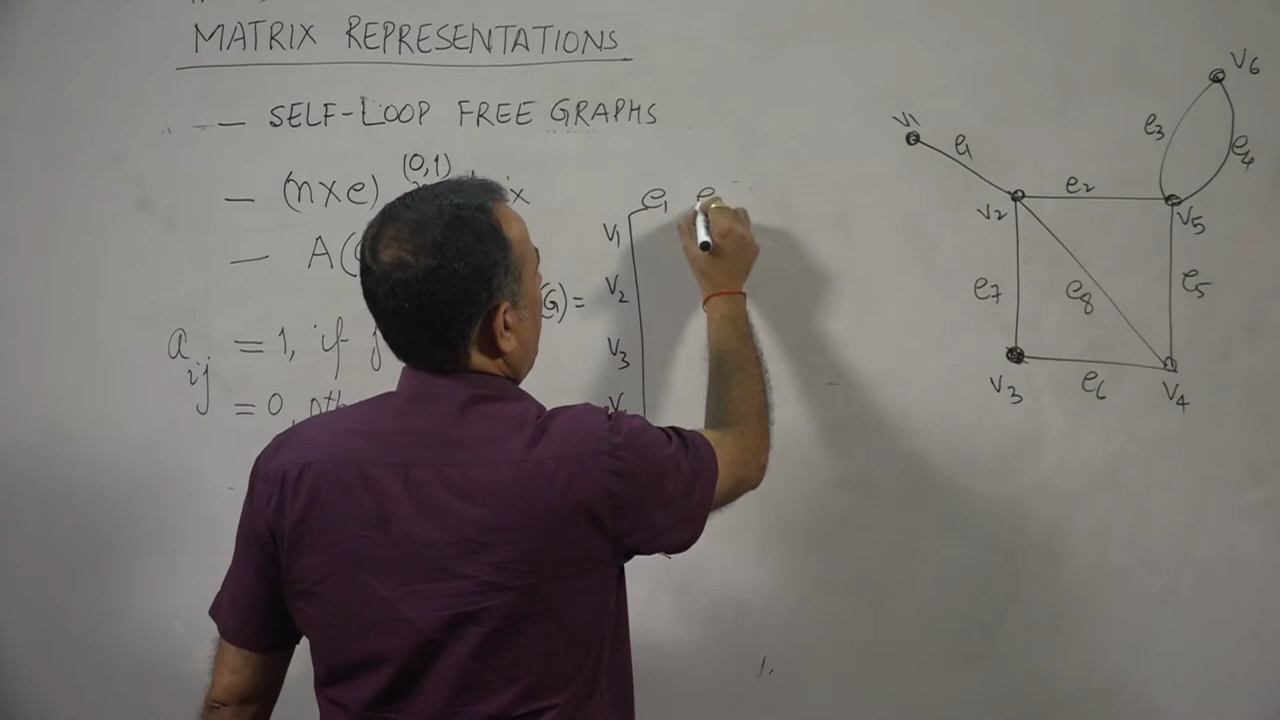 MATRIX REPRESENTATIONS
— SELF-LOOP FREE GRAPHS
(0,1)
— (n×e)
— A(
a_ij = 1, if
= 0,
(G) =
e1 e
V1
V2
V3
V
V1
e1
V2
e2
V5
e3
e4
V6
e7
e8
e5
V3
e6
V4